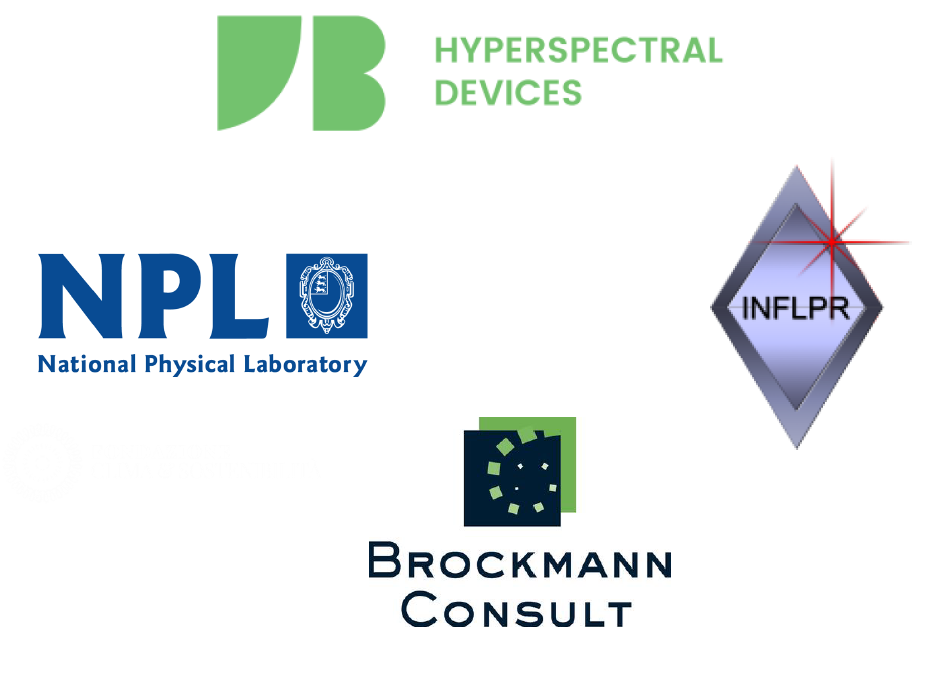 HYPERSPECTRAL
DEVICES
NPL
National Physical Laboratory
INFLPR
BROCKMANN
CONSULT